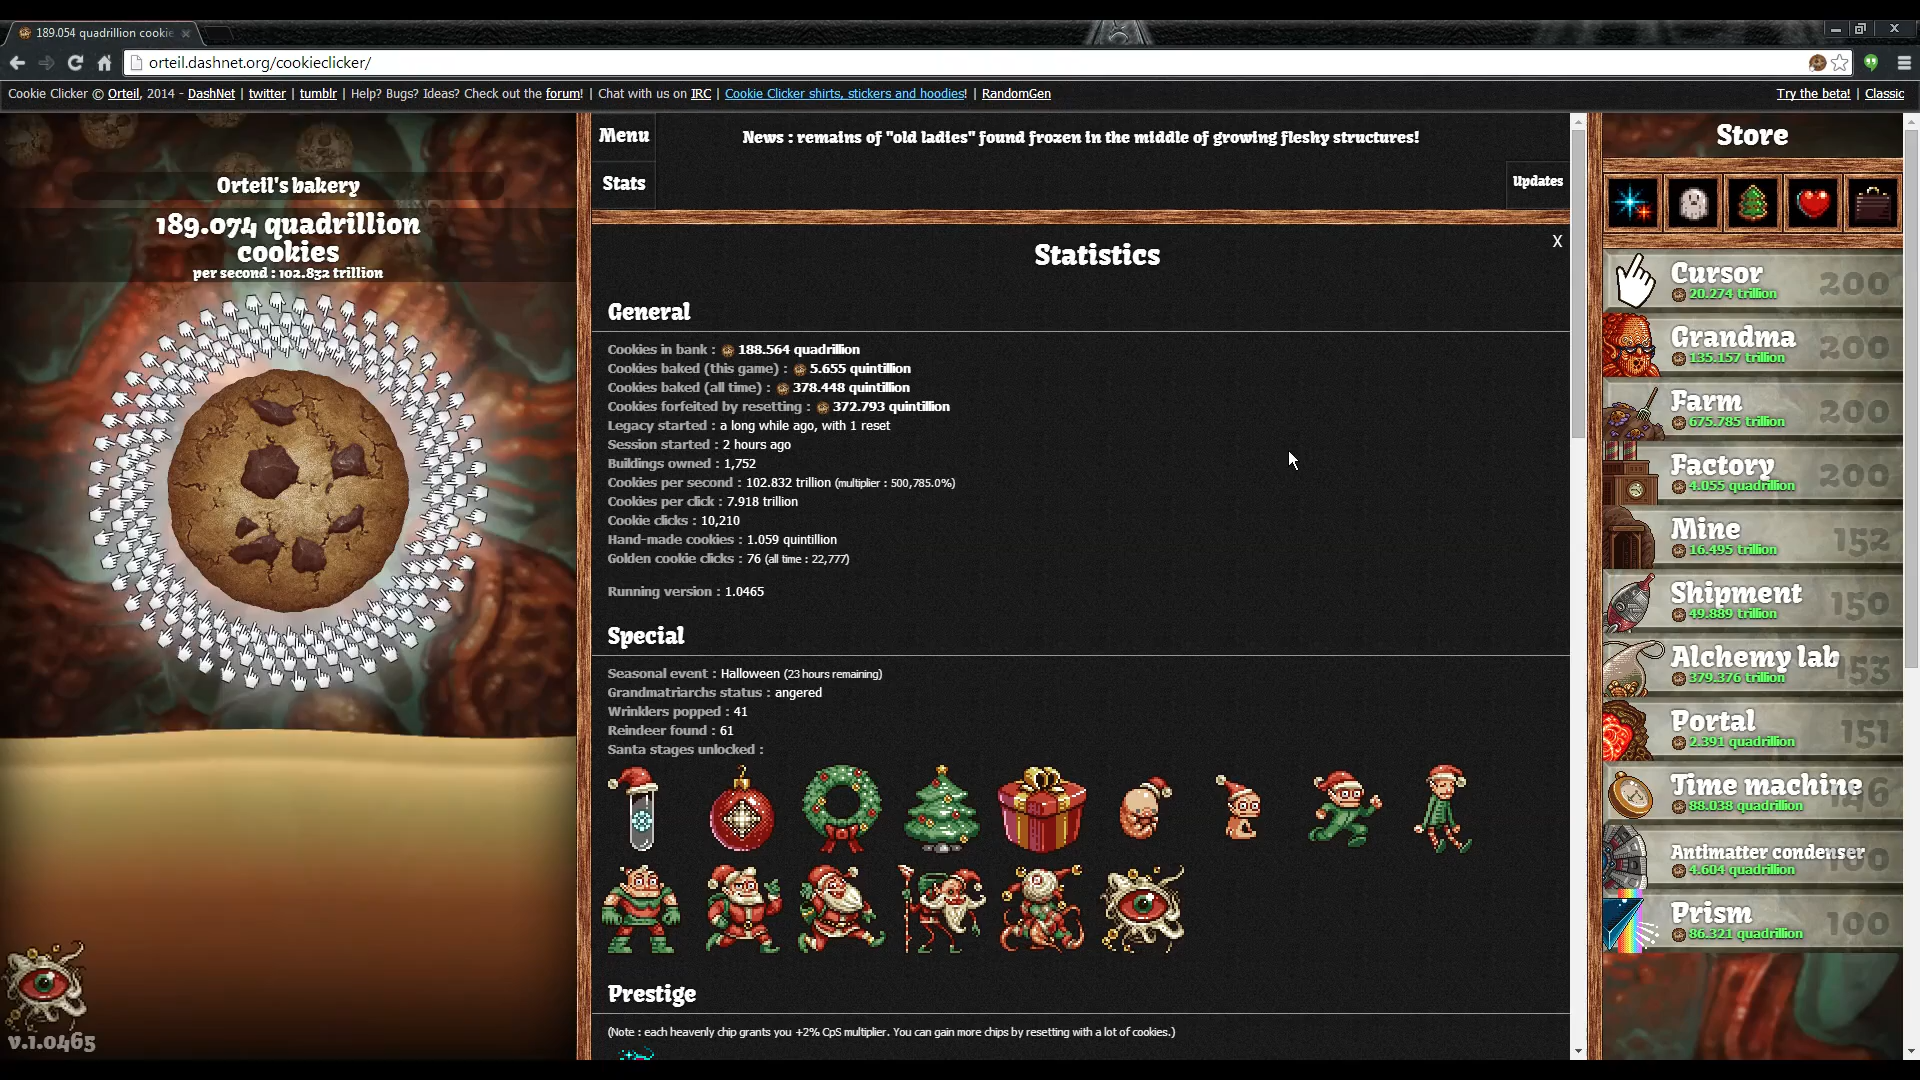 189.054 quadrillion cookie
orteil.dashnet.org/cookieclicker/
Cookie Clicker © Orteil, 2014 - DashNet | twitter | tumblr | Help? Bugs? Ideas? Check out the forum! | Chat with us on IRC | Cookie Clicker shirts, stickers and hoodies! | RandomGen
Try the beta! | Classic
Orteil's bakery
189.074 quadrillion
cookies
per second : 102.832 trillion
v.1.0465
Menu
News : remains of "old ladies" found frozen in the middle of growing fleshy structures!
Stats
Updates
Statistics
X
General
Cookies in bank : 188.564 quadrillion
Cookies baked (this game) : 5.655 quintillion
Cookies baked (all time) : 378.448 quintillion
Cookies forfeited by resetting : 372.793 quintillion
Legacy started : a long while ago, with 1 reset
Session started : 2 hours ago
Buildings owned : 1,752
Cookies per second : 102.832 trillion (multiplier : 500,785.0%)
Cookies per click : 7.918 trillion
Cookie clicks : 10,210
Hand-made cookies : 1.059 quintillion
Golden cookie clicks : 76 (all time : 22,777)
Running version : 1.0465
Special
Seasonal event : Halloween (23 hours remaining)
Grandmatriarchs status : angered
Wrinklers popped : 41
Reindeer found : 61
Santa stages unlocked :
Prestige
(Note : each heavenly chip grants you +2% CpS multiplier. You can gain more chips by resetting with a lot of cookies.)
Store
Cursor 200
20.274 trillion
Grandma 200
135.157 trillion
Farm 200
675.785 trillion
Factory 200
4.055 quadrillion
Mine 152
16.495 trillion
Shipment 150
49.889 trillion
Alchemy lab 153
379.376 trillion
Portal 151
2.391 quadrillion
Time machine 146
88.038 quadrillion
Antimatter condenser 100
4.604 quadrillion
Prism 100
86.321 quadrillion